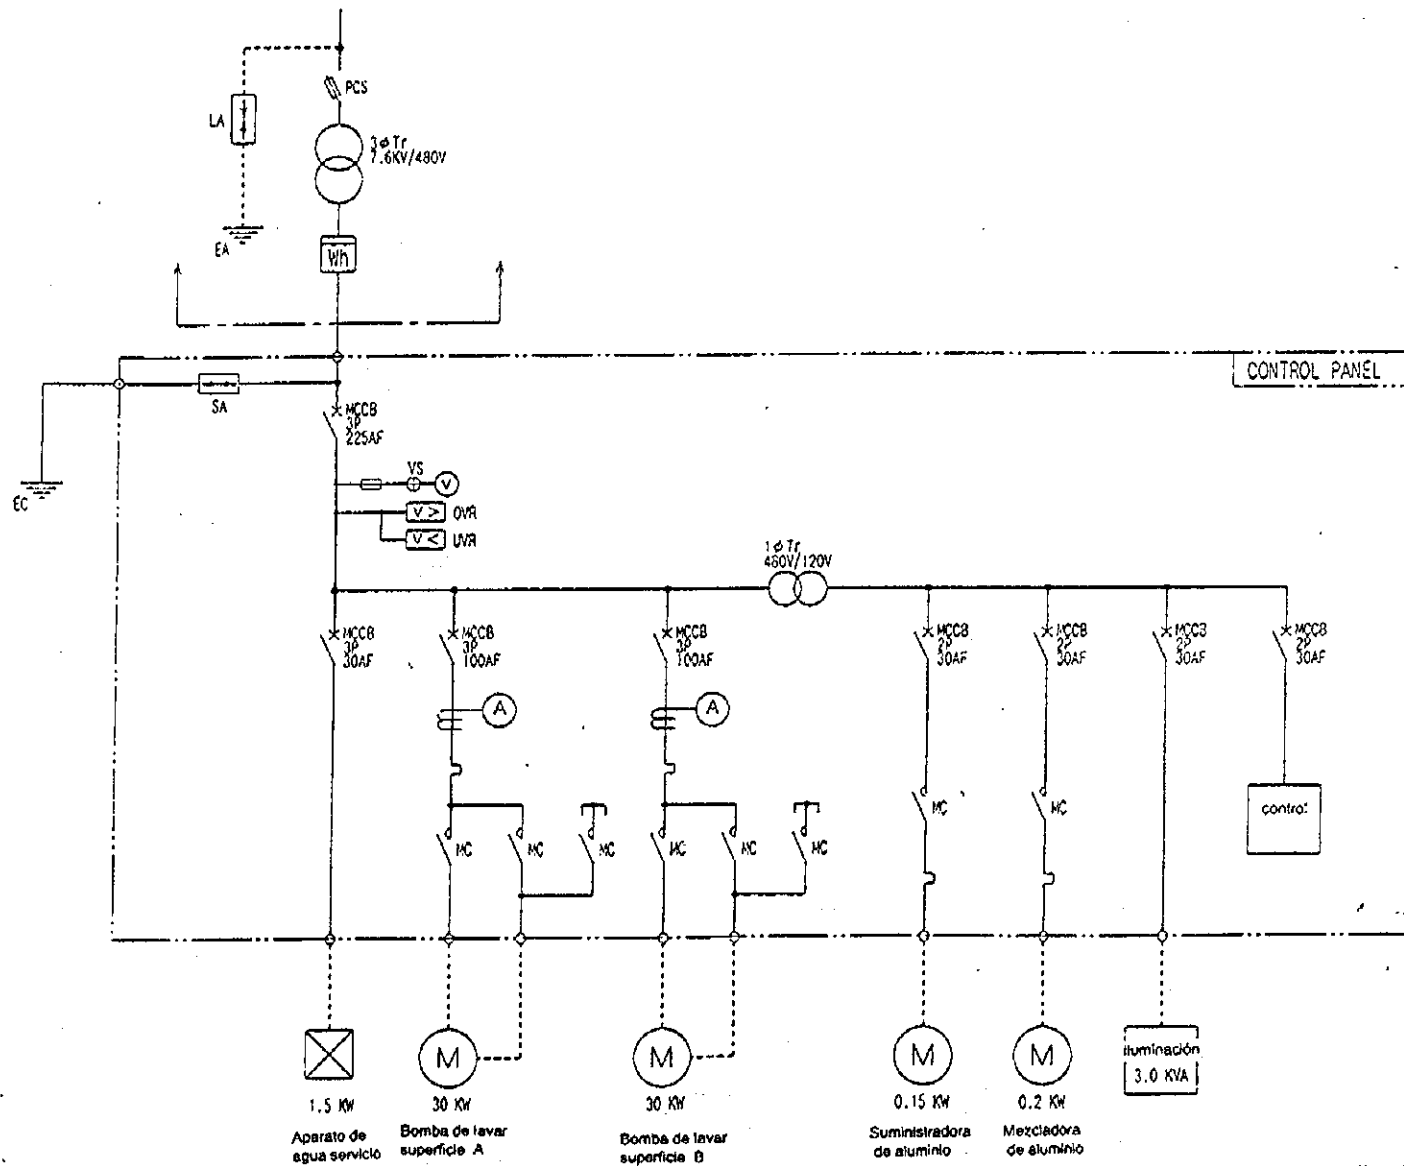 PCS
LA
3φTr
7.6KV/480V
EA
Wh
CONTROL PANEL
SA
MCCB
3P
225AF
EC
VS
V
V > OVR
V < UVR
1φTr
480V/120V
MCCB
3P
30AF
MCCB
3P
100AF
MCCB
3P
100AF
MCCB
2P
30AF
MCCB
2P
30AF
MCCB
2P
30AF
MCCB
2P
30AF
A
A
MC
MC
MC
MC
MC
MC
MC
MC
control
M
M
M
M
iluminación
3.0 KVA
1.5 KW
30 KW
30 KW
0.15 KW
0.2 KW
Aparato de
agua servicio
Bomba de lavar
superficie A
Bomba de lavar
superficie B
Suministradora
de aluminio
Mezcladora
de aluminio